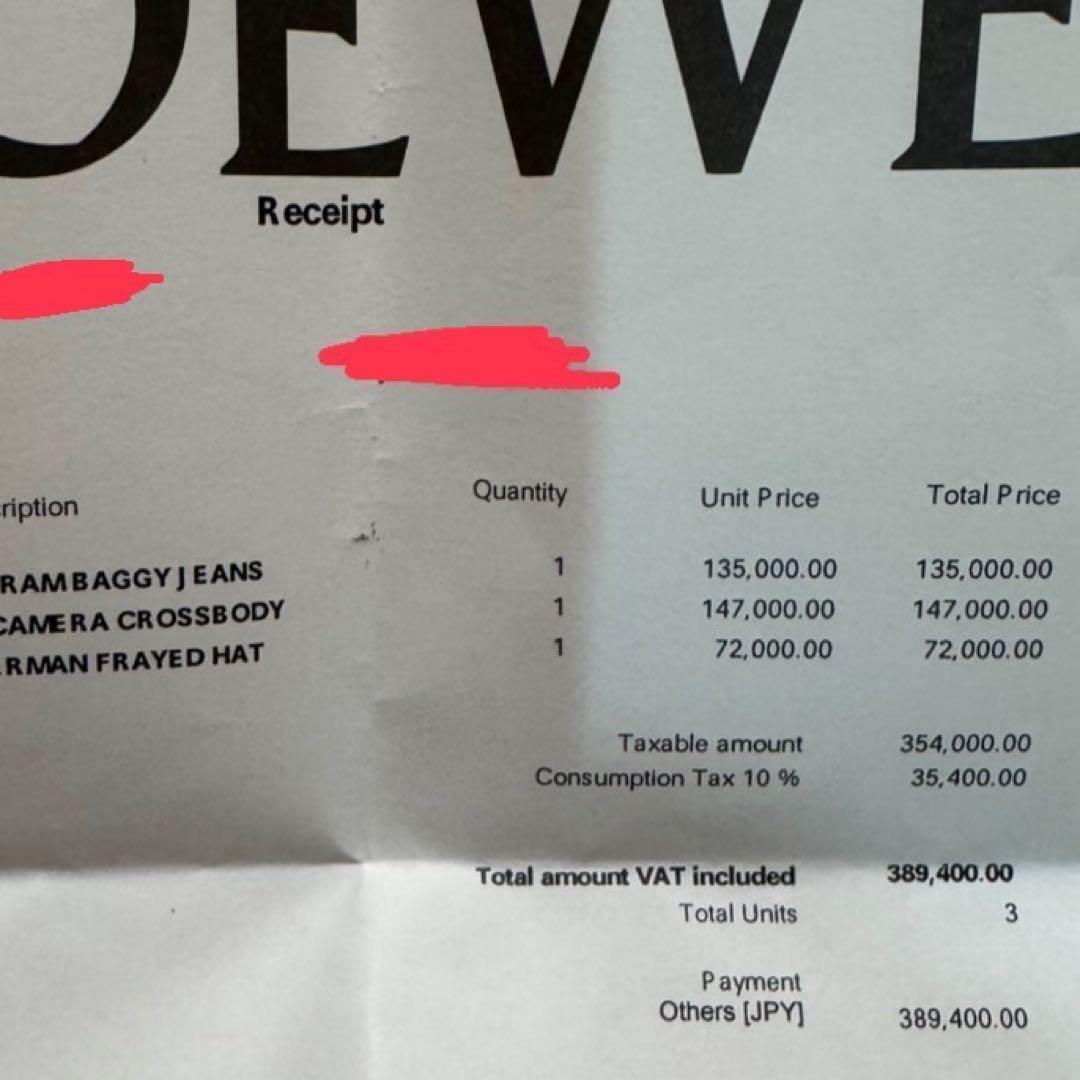 OEWE
Receipt
ription Quantity Unit Price Total Price
RAM BAGGY JEANS 1 135,000.00 135,000.00
CAMERA CROSSBODY 1 147,000.00 147,000.00
RMAN FRAYED HAT 1 72,000.00 72,000.00
Taxable amount 354,000.00
Consumption Tax 10 % 35,400.00
Total amount VAT included 389,400.00
Total Units 3
Payment
Others [JPY] 389,400.00